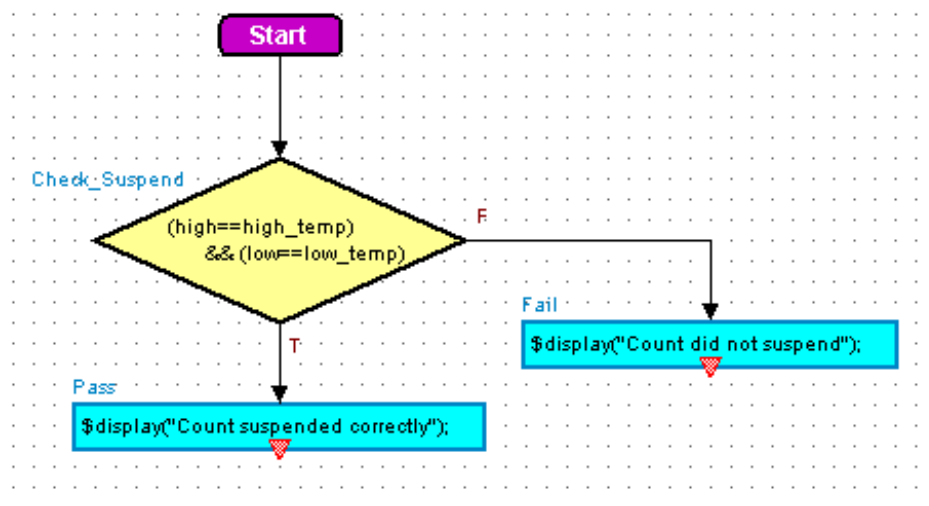 Start
Check_Suspend
(high==high_temp)
&&(low==low_temp)
F
T
Fail
$display("Count did not suspend");
Pass
$display("Count suspended correctly");